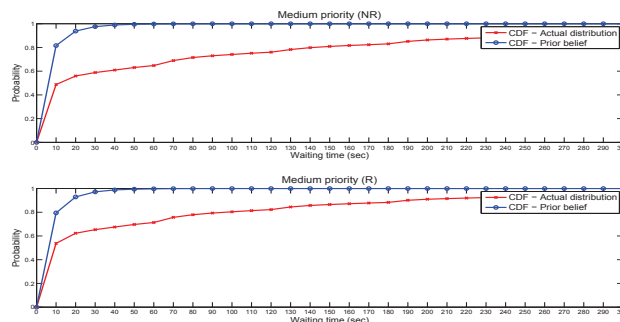 Medium priority (NR)
1
0.8
0.6
0.4
0.2
0
Probability
CDF – Actual distribution
CDF – Prior belief
0 10 20 30 40 50 60 70 80 90 100 110 120 130 140 150 160 170 180 190 200 210 220 230 240 250 260 270 280 290
Waiting time (sec)
Medium priority (R)
1
0.8
0.6
0.4
0.2
0
Probability
CDF – Actual distribution
CDF – Prior belief
0 10 20 30 40 50 60 70 80 90 100 110 120 130 140 150 160 170 180 190 200 210 220 230 240 250 260 270 280 290
Waiting time (sec)